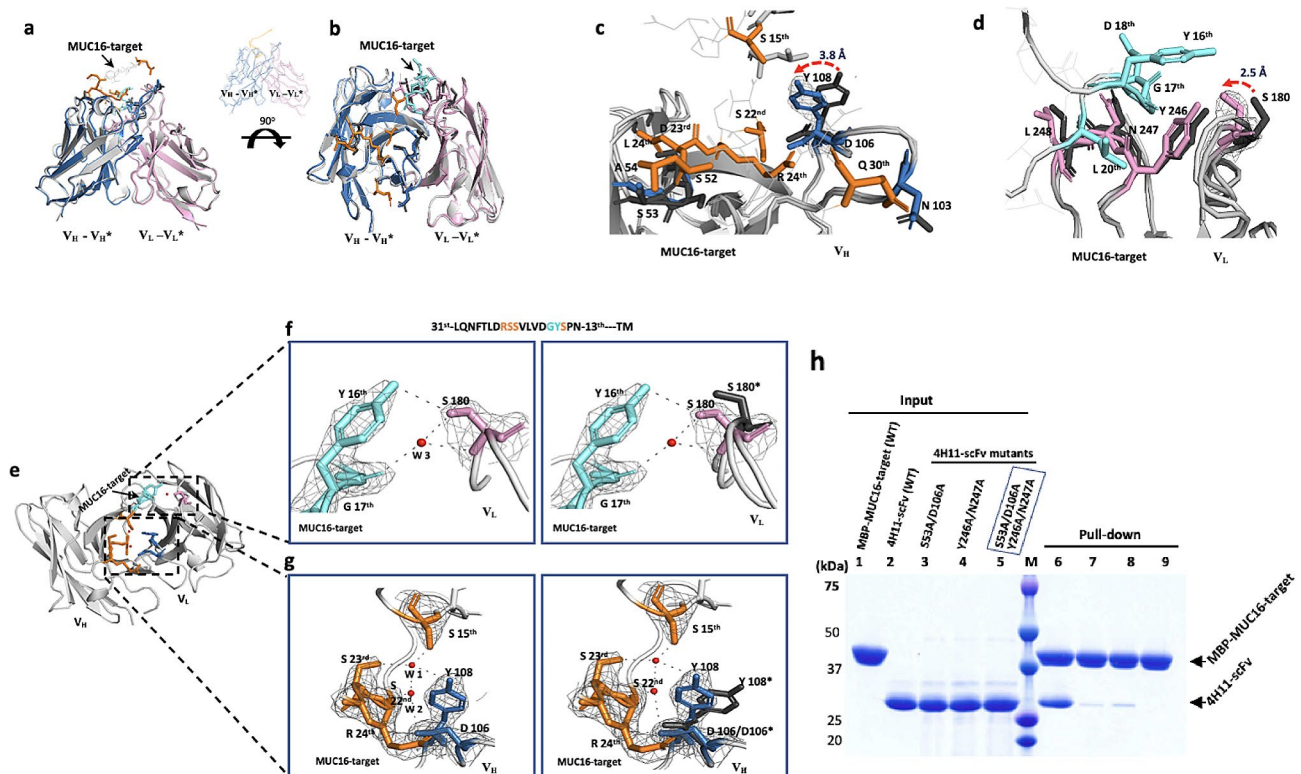 a
MUC16-target
VH - VH*
VL –VL*
VH - VH*
VL –VL*
90°
b
MUC16-target
VH - VH*
VL –VL*
c
S 15th
3.8 Å
Y 108
D 23rd
S 22nd
L 24th
D 106
A 54
S 52
R 24th
Q 30th
S 53
N 103
MUC16-target
VH
d
D 18th
Y 16th
2.5 Å
G 17th
S 180
Y 246
L 248
N 247
L 20th
MUC16-target
VL
e
MUC16-target
VH
VL
f
31st-LQNFTLDRSSVLVDGYSPN-13th---TM
Y 16th
S 180
W 3
G 17th
MUC16-target
VL
Y 16th
S 180*
S 180
G 17th
MUC16-target
VL
g
S 15th
S 23rd
Y 108
W 1
S
22nd
W 2
D 106
R 24th
MUC16-target
VH
S 15th
S 23rd
Y 108
S 22nd
Y 108*
D 106/D106*
R 24th
MUC16-target
VH
h
Input
4H11-scFv mutants
MBP-MUC16-target (WT)
4H11-scFv (WT)
S53A/D106A
Y246A/N247A
S53A/D106A
Y246A/N247A
Pull-down
(kDa) 1 2 3 4 5 M 6 7 8 9
75
50
37
25
20
MBP-MUC16-target
4H11-scFv